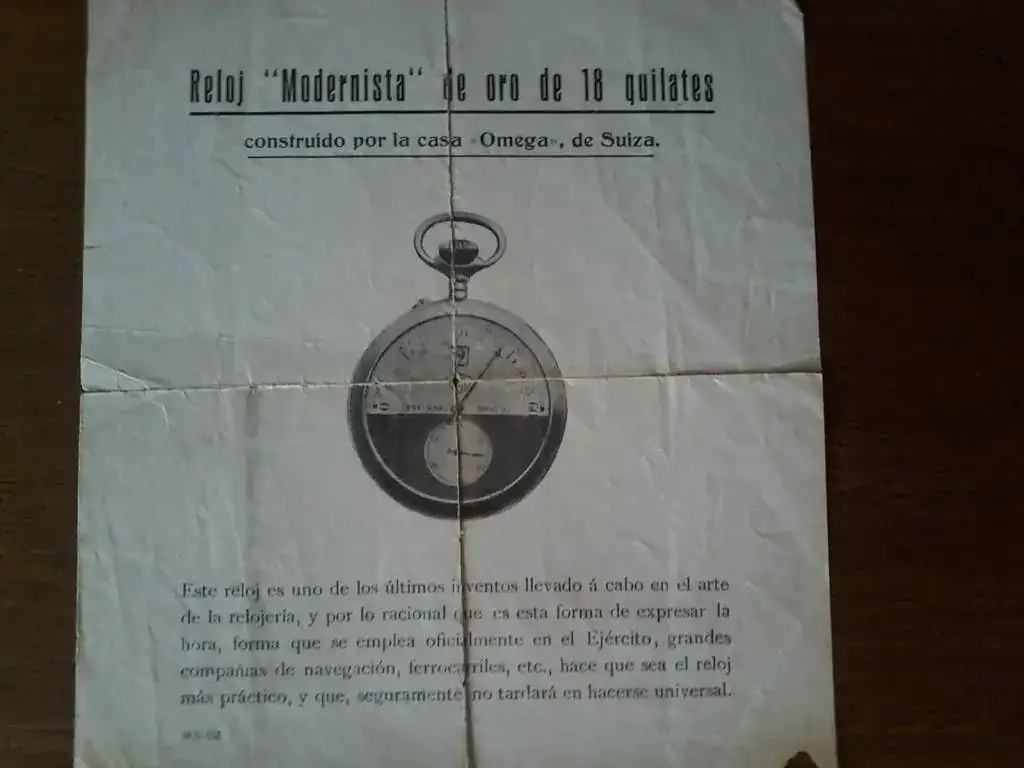 Reloj “Modernista“ de oro de 18 quilates
construído por la casa «Omega», de Suiza.
Este reloj es uno de los últimos inventos llevado á cabo en el arte
de la relojería, y por lo racional que es esta forma de expresar la
hora, forma que se emplea oficialmente en el Ejército, grandes
compañías de navegación, ferrocarriles, etc., hace que sea el reloj
más práctico, y que, seguramente no tardará en hacerse universal.